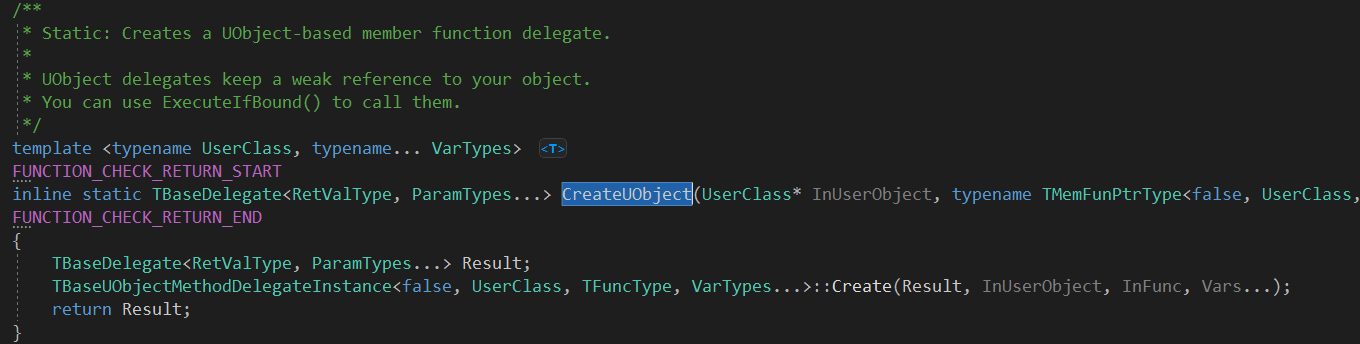 /**
* Static: Creates a UObject-based member function delegate.
*
* UObject delegates keep a weak reference to your object.
* You can use ExecuteIfBound() to call them.
*/
template <typename UserClass, typename... VarTypes> <T>
FUNCTION_CHECK_RETURN_START
inline static TBaseDelegate<RetValType, ParamTypes...> CreateUObject(UserClass* InUserObject, typename TMemFunPtrType<false, UserClass,
FUNCTION_CHECK_RETURN_END
{
TBaseDelegate<RetValType, ParamTypes...> Result;
TBaseUObjectMethodDelegateInstance<false, UserClass, TFuncType, VarTypes...>::Create(Result, InUserObject, InFunc, Vars...);
return Result;
}